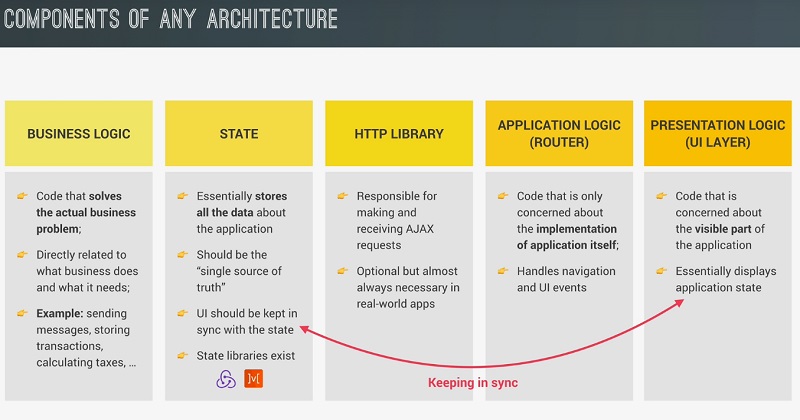 COMPONENTS OF ANY ARCHITECTURE
BUSINESS LOGIC
Code that solves
the actual business
problem;
Directly related to
what business does
and what it needs;
Example: sending
messages, storing
transactions,
calculating taxes, ...
STATE
Essentially stores
all the data about
the application
Should be the
“single source of
truth”
UI should be kept in
sync with the state
State libraries exist
M
HTTP LIBRARY
Responsible for
making and
receiving AJAX
requests
Optional but almost
always necessary in
real-world apps
APPLICATION LOGIC
(ROUTER)
Code that is only
concerned about
the implementation
of application itself;
Handles navigation
and UI events
PRESENTATION LOGIC
(UI LAYER)
Code that is
concerned about
the visible part of
the application
Essentially displays
application state
Keeping in sync